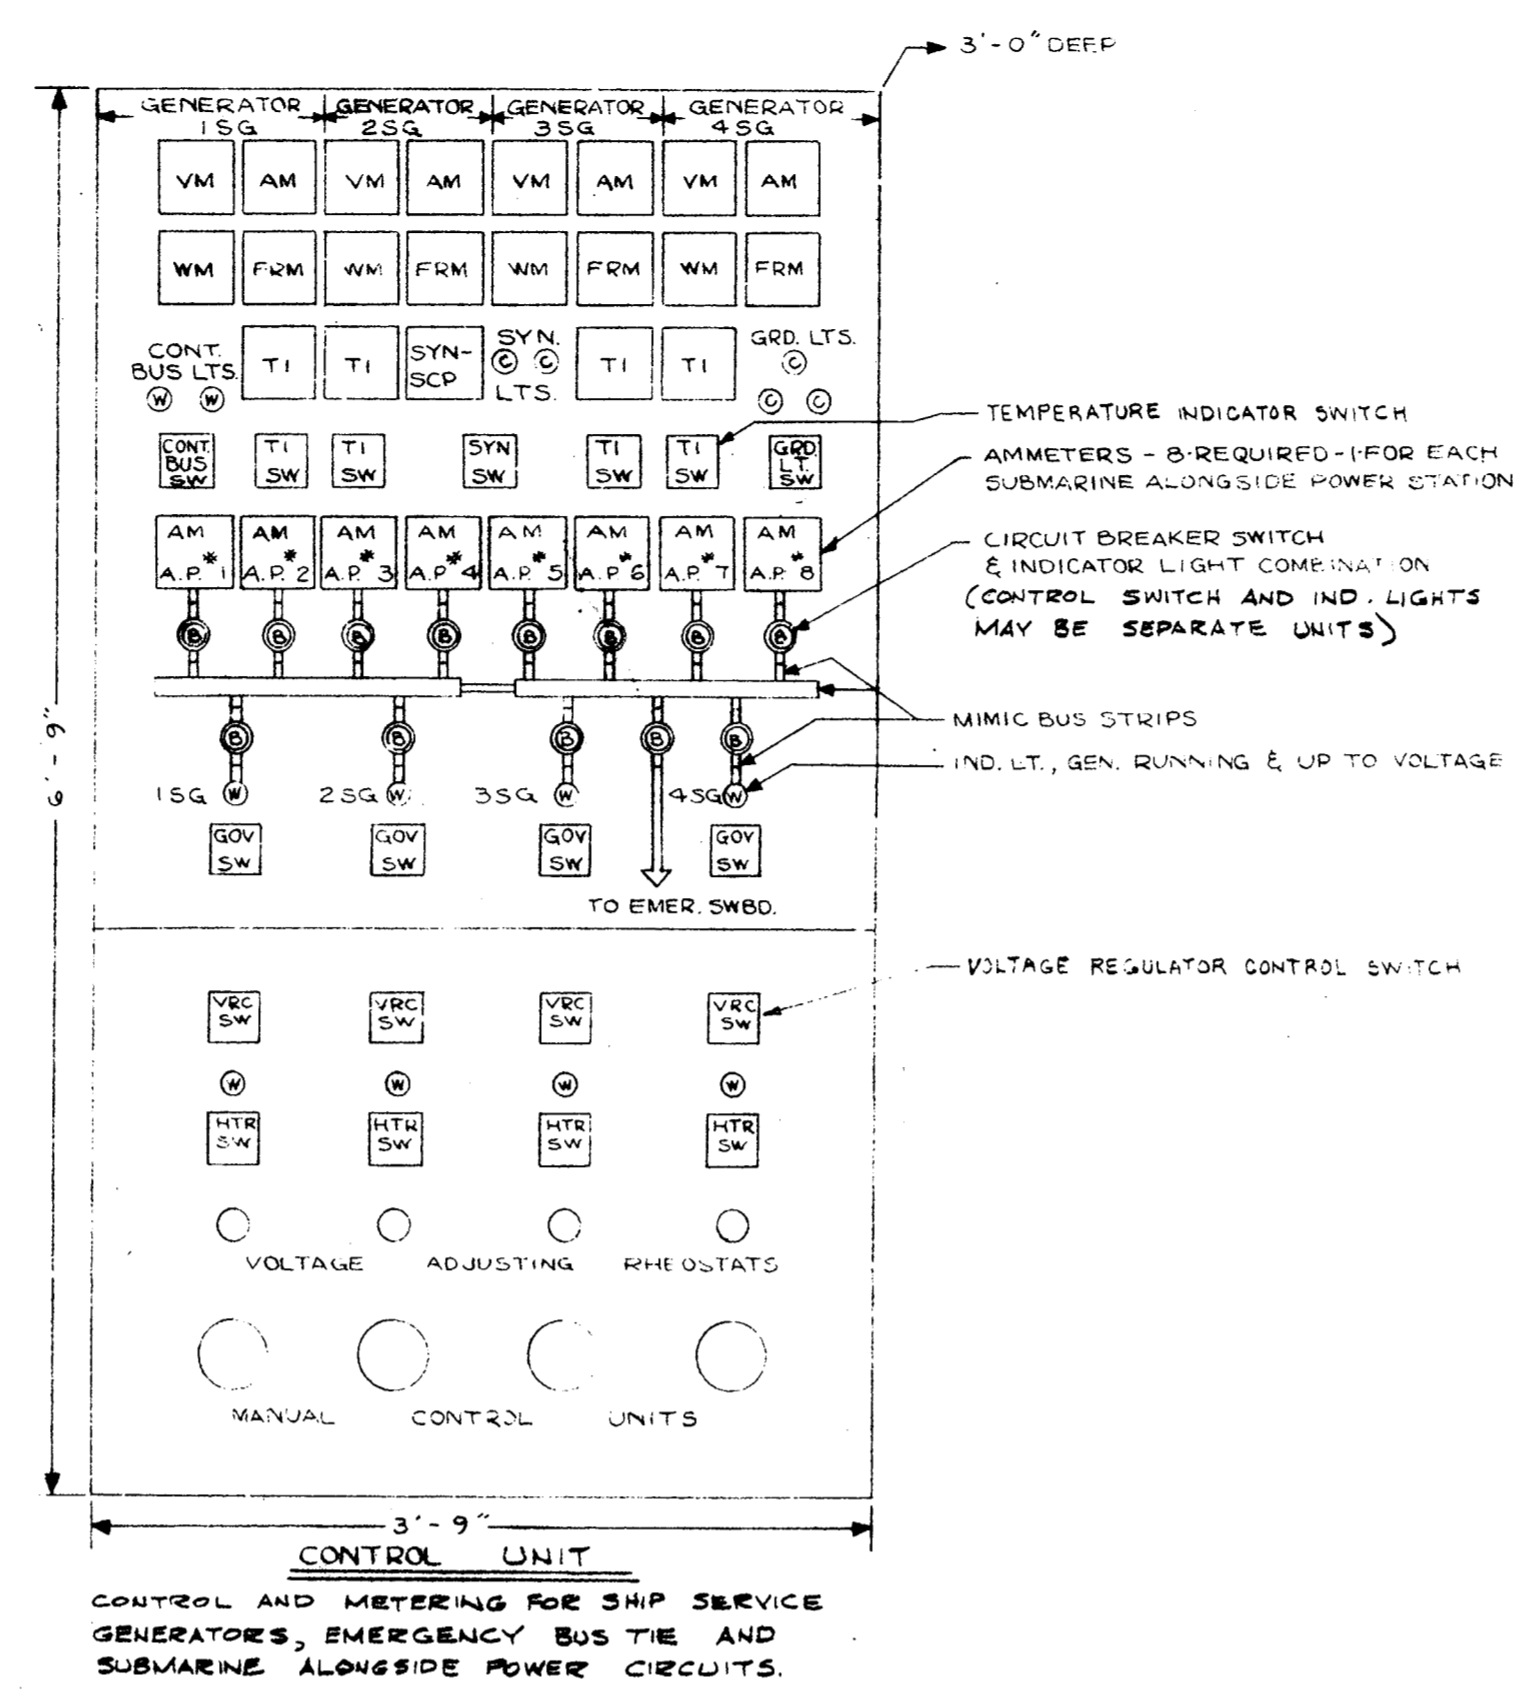 3'-0" DEEP
GENERATOR GENERATOR GENERATOR GENERATOR
1SG 2SG 3SG 4SG
VM AM VM AM VM AM VM AM
WM FRM WM FRM WM FRM WM FRM
CONT.
BUS LTS.
W W
TI TI
SYN-
SCP
SYN.
C C
LTS.
TI TI
GRD. LTS.
C
C C
CONT.
BUS
SW
TI
SW
TI
SW
SYN
SW
TI
SW
TI
SW
GRD.
LT.
SW
TEMPERATURE INDICATOR SWITCH
AMMETERS - 8·REQUIRED - 1·FOR EACH
SUBMARINE ALONGSIDE POWER STATION
AM AM AM AM AM AM AM AM
A.P.#1 A.P.#2 A.P.#3 A.P#4 A.P.#5 A.P.#6 A.P.#7 A.P.#8
CIRCUIT BREAKER SWITCH
& INDICATOR LIGHT COMBINATION
(CONTROL SWITCH AND IND. LIGHTS
MAY BE SEPARATE UNITS)
B B B B B B B B
MIMIC BUS STRIPS
B B B B B
IND. LT., GEN. RUNNING & UP TO VOLTAGE
1SG W 2SG W 3SG W 4SG W
GOV GOV GOV GOV
SW SW SW SW
TO EMER. SWBD.
6'-9"
VOLTAGE REGULATOR CONTROL SWITCH
VRC VRC VRC VRC
SW SW SW SW
W W W W
HTR HTR HTR HTR
SW SW SW SW
VOLTAGE ADJUSTING RHEOSTATS
MANUAL CONTROL UNITS
3'-9"
CONTROL UNIT
CONTROL AND METERING FOR SHIP SERVICE
GENERATORS, EMERGENCY BUS TIE AND
SUBMARINE ALONGSIDE POWER CIRCUITS.